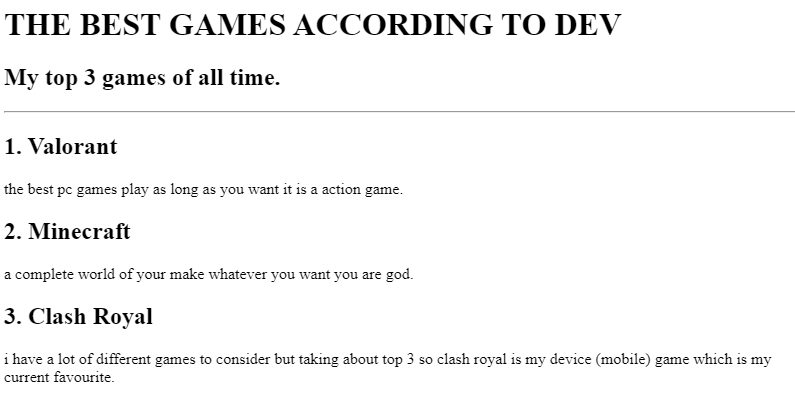 THE BEST GAMES ACCORDING TO DEV
My top 3 games of all time.
1. Valorant
the best pc games play as long as you want it is a action game.
2. Minecraft
a complete world of your make whatever you want you are god.
3. Clash Royal
i have a lot of different games to consider but taking about top 3 so clash royal is my device (mobile) game which is my
current favourite.